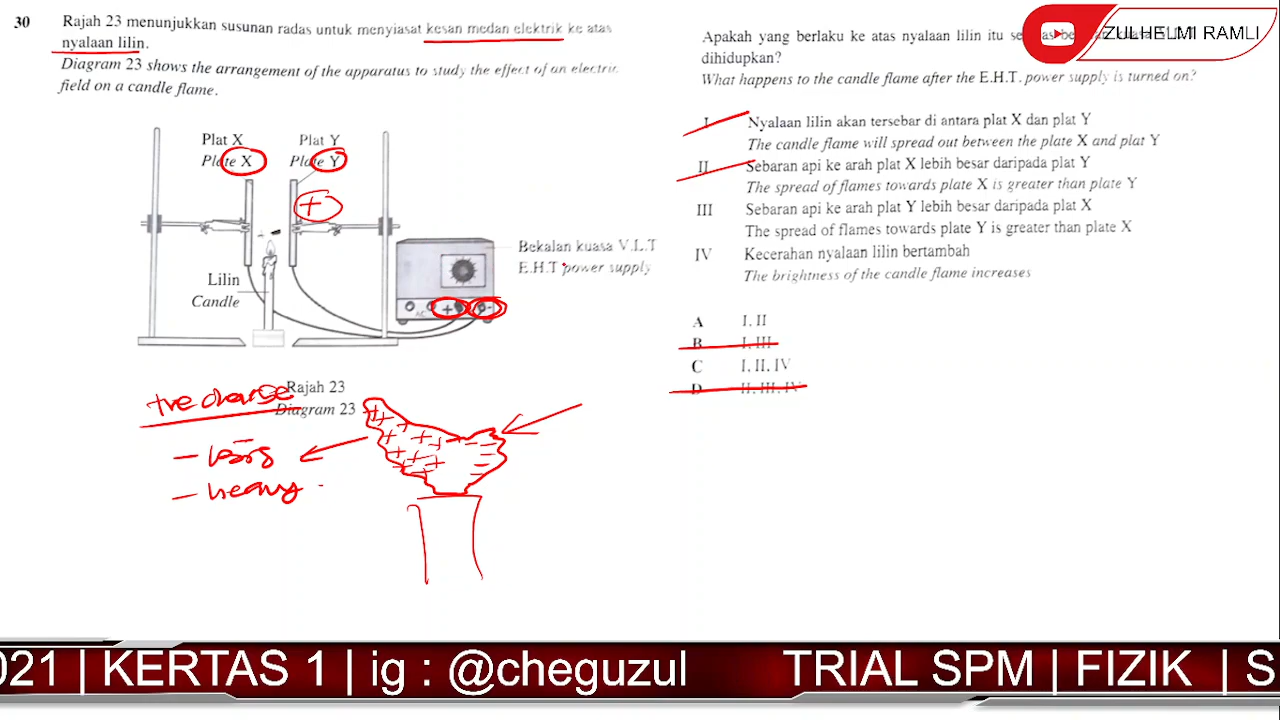 30
Rajah 23 menunjukkan susunan radas untuk menyiasat kesan medan elektrik ke atas
nyalaan lilin.
Diagram 23 shows the arrangement of the apparatus to study the effect of an electric
field on a candle flame.
Plat X
Plate X
Plat Y
Plate Y
+
Lilin
Candle
Bekalan kuasa V.L.T
E.H.T power supply
AC
+
-
Rajah 23
Diagram 23
+ve charge
-
- heavy
Apakah yang berlaku ke atas nyalaan lilin itu
dihidupkan?
What happens to the candle flame after the E.H.T. power supply is turned on?
I Nyalaan lilin akan tersebar di antara plat X dan plat Y
The candle flame will spread out between the plate X and plat Y
II Sebaran api ke arah plat X lebih besar daripada plat Y
The spread of flames towards plate X is greater than plate Y
III Sebaran api ke arah plat Y lebih besar daripada plat X
The spread of flames towards plate Y is greater than plate X
IV Kecerahan nyalaan lilin bertambah
The brightness of the candle flame increases
A I, II
B I, III
C I, II, IV
D II, III, IV
ZULHELMI RAMLI
2021 | KERTAS 1 | ig : @cheguzul TRIAL SPM | FIZIK | S